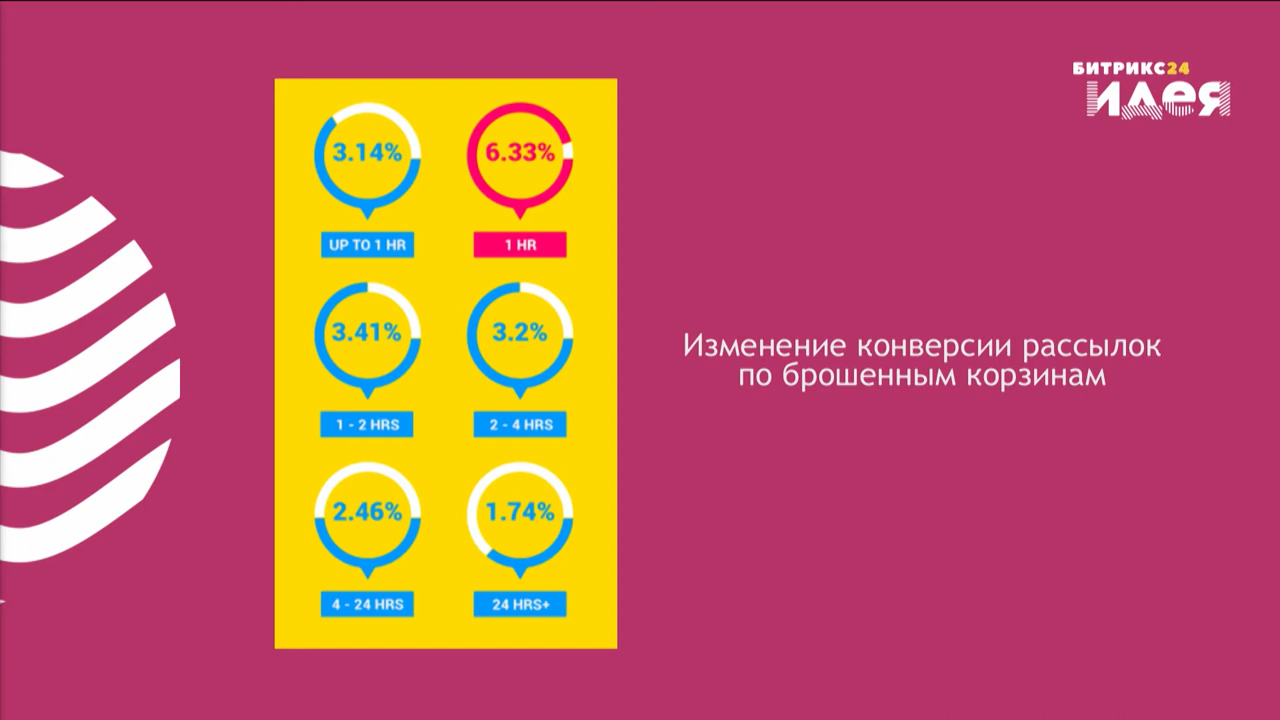 БИТРИКС24
идея
3.14%
6.33%
UP TO 1 HR
1 HR
3.41%
3.2%
1 - 2 HRS
2 - 4 HRS
2.46%
1.74%
4 - 24 HRS
24 HRS+
Изменение конверсии рассылок
по брошенным корзинам